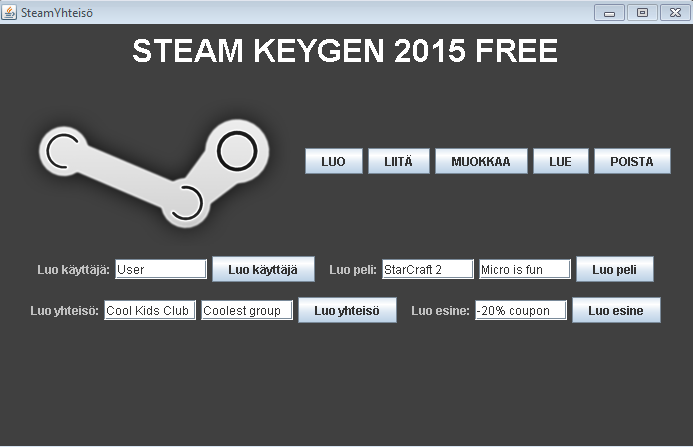 SteamYhteisö
STEAM KEYGEN 2015 FREE
LUO LIITÄ MUOKKAA LUE POISTA
Luo käyttäjä: User Luo käyttäjä Luo peli: StarCraft 2 Micro is fun Luo peli
Luo yhteisö: Cool Kids Club Coolest group Luo yhteisö Luo esine: -20% coupon Luo esine